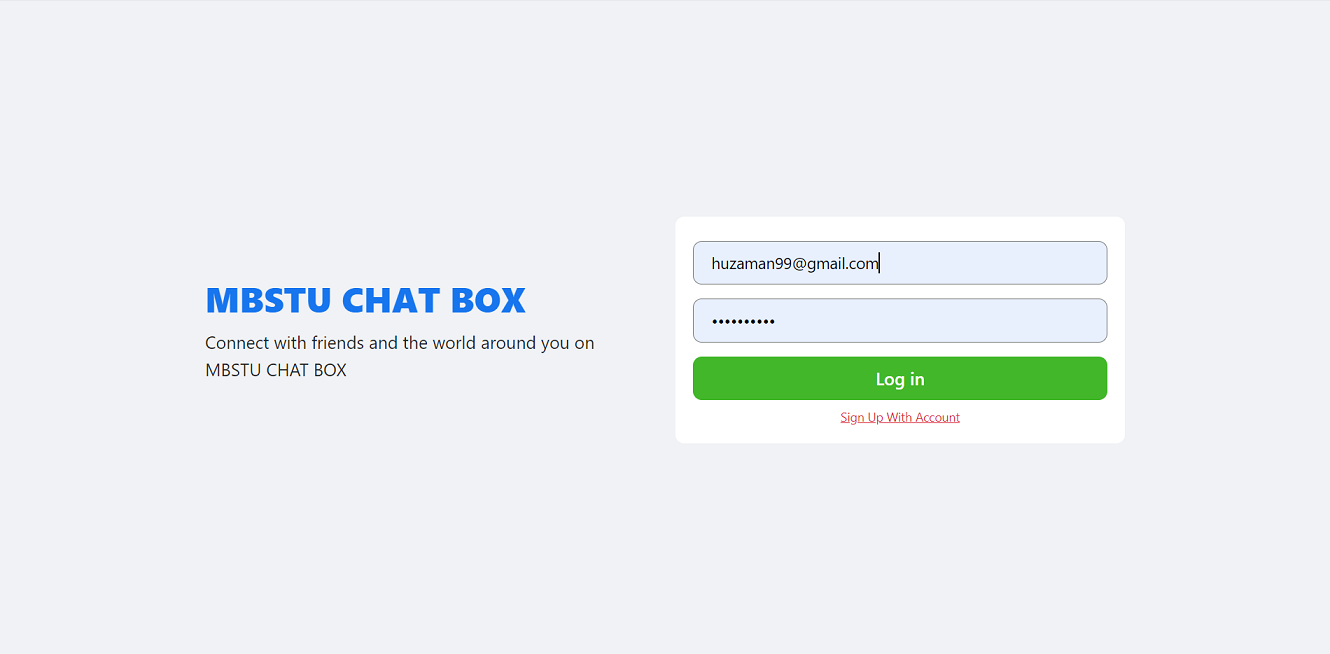 MBSTU CHAT BOX
Connect with friends and the world around you on
MBSTU CHAT BOX
huzaman99@gmail.com
••••••••••
Log in
Sign Up With Account